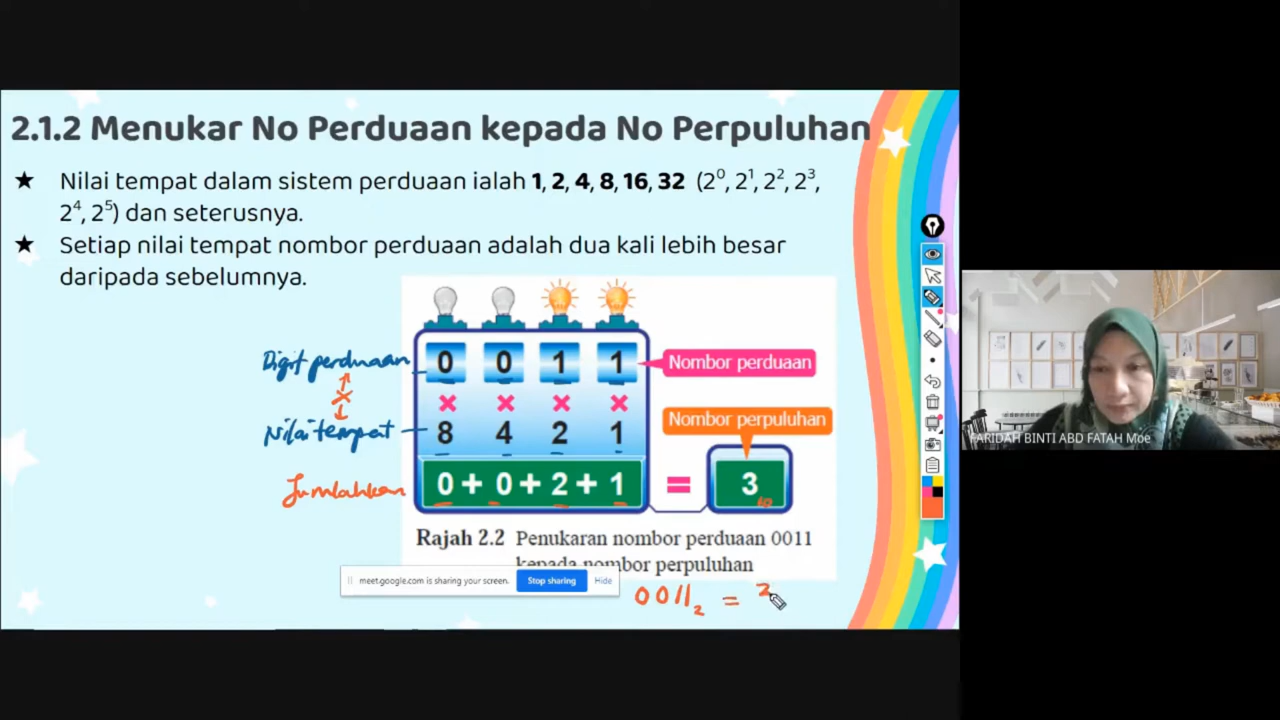 2.1.2 Menukar No Perduaan kepada No Perpuluhan
★ Nilai tempat dalam sistem perduaan ialah 1, 2, 4, 8, 16, 32 (2⁰, 2¹, 2², 2³,
2⁴, 2⁵) dan seterusnya.
★ Setiap nilai tempat nombor perduaan adalah dua kali lebih besar
daripada sebelumnya.
Digit perduaan 0 0 1 1 Nombor perduaan
× × × × ×
Nilai tempat 8 4 2 1 Nombor perpuluhan
Jumlahkan 0 + 0 + 2 + 1 = 3₁₀
Rajah 2.2 Penukaran nombor perduaan 0011
kepada nombor perpuluhan
meet.google.com is sharing your screen. Stop sharing Hide
0011₂ =
FARIDAH BINTI ABD FATAH Moe